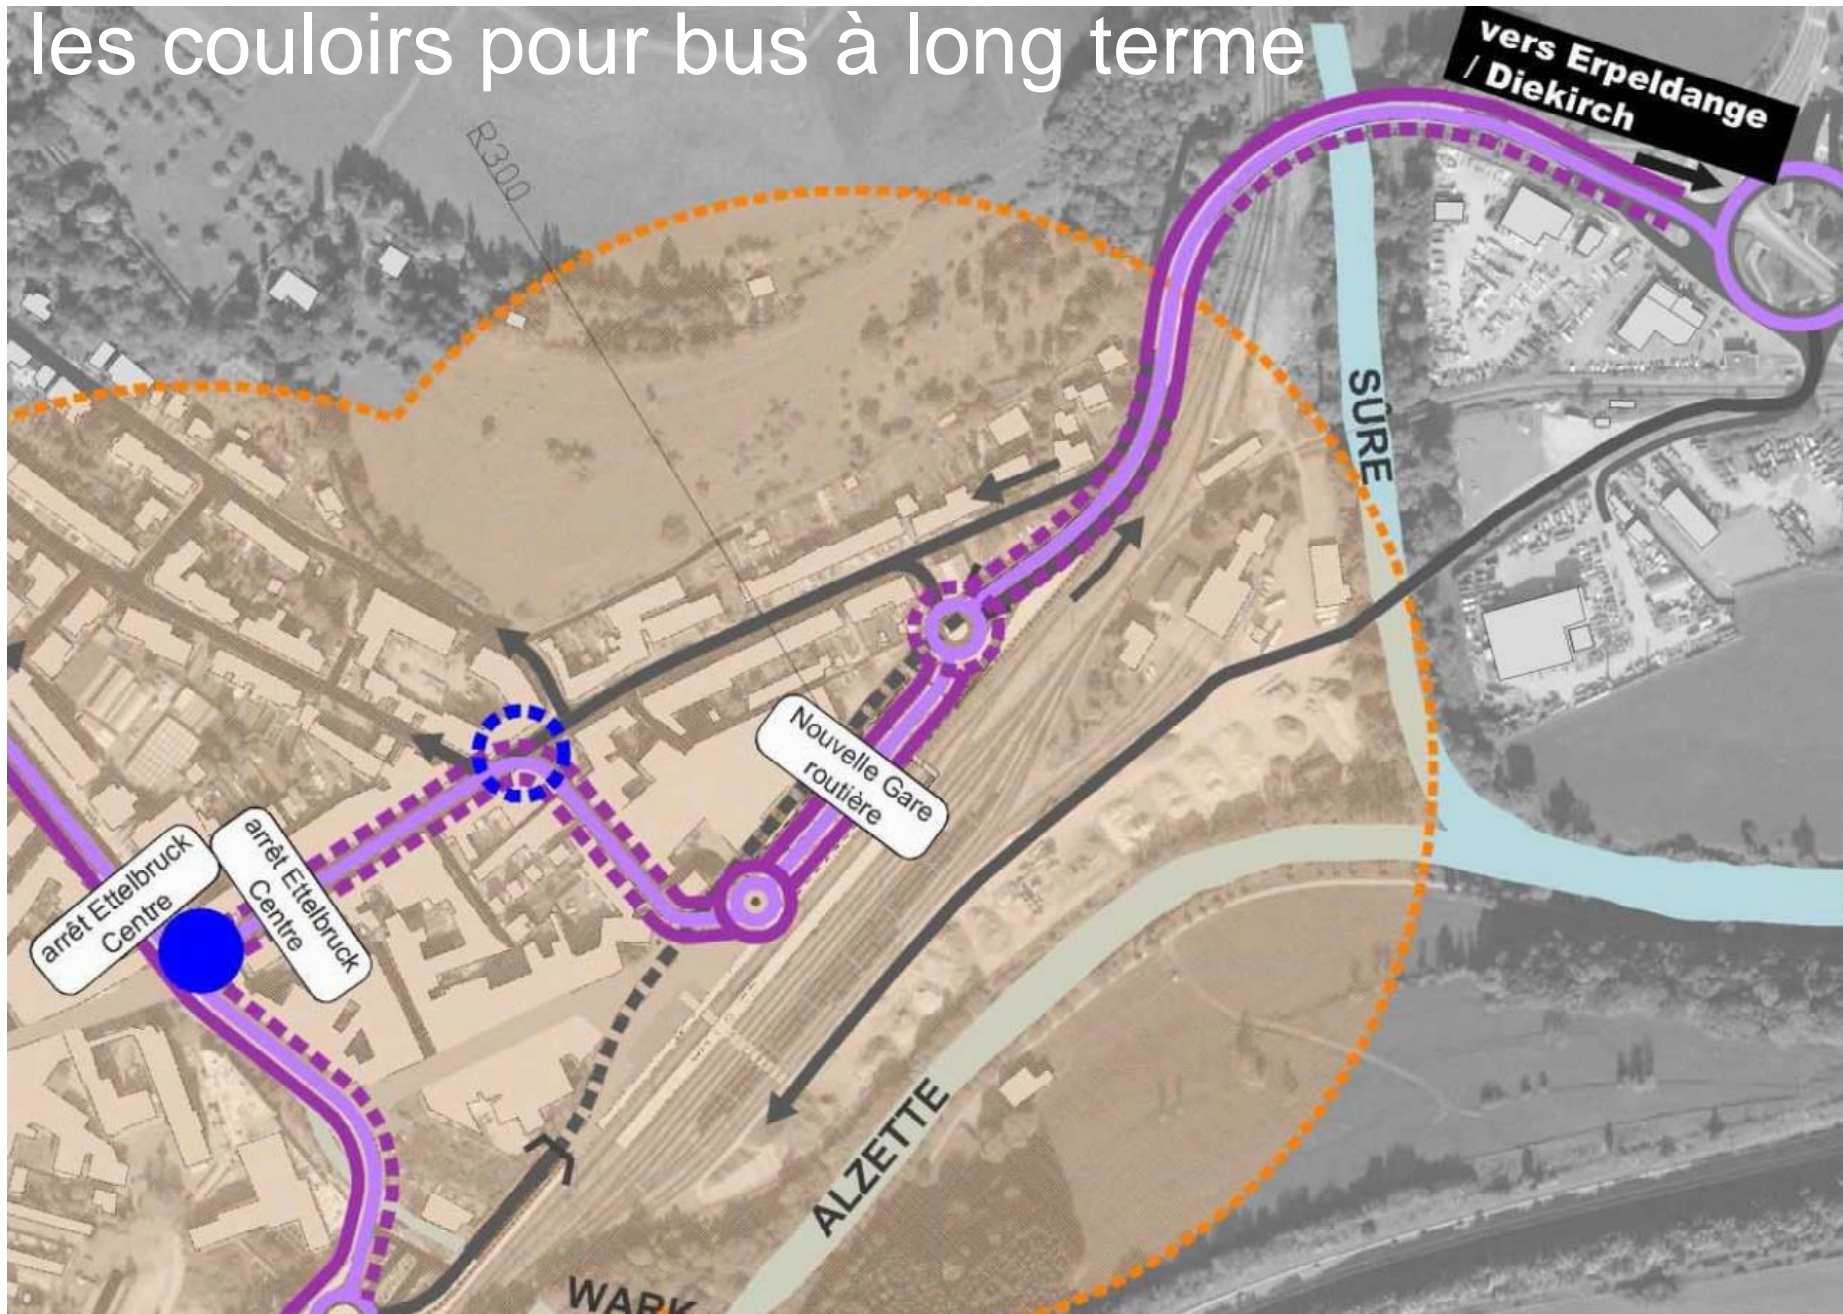 les couloirs pour bus à long terme
vers Erpeldange
/ Diekirch
R300
SÛRE
Nouvelle Gare
routière
arrêt Ettelbruck
Centre
arrêt Ettelbruck
Centre
ALZETTE
WARK